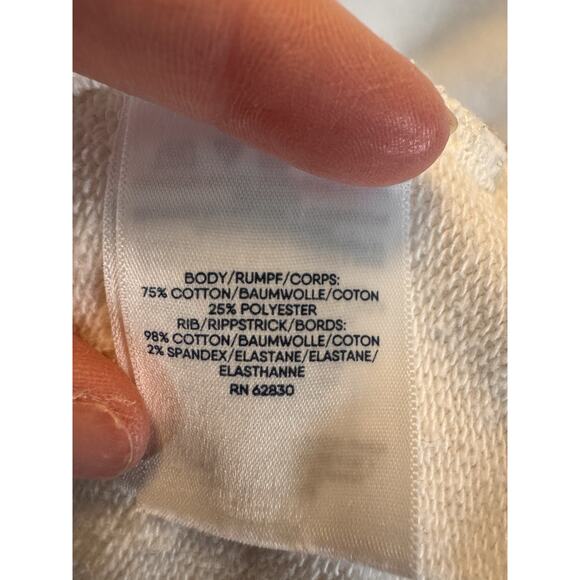 BODY/RUMPF/CORPS:
75% COTTON/BAUMWOLLE/COTON
25% POLYESTER
RIB/RIPPSTRICK/BORDS:
98% COTTON/BAUMWOLLE/COTON
2% SPANDEX/ELASTANE/ELASTANE/
ELASTHANNE
RN 62830